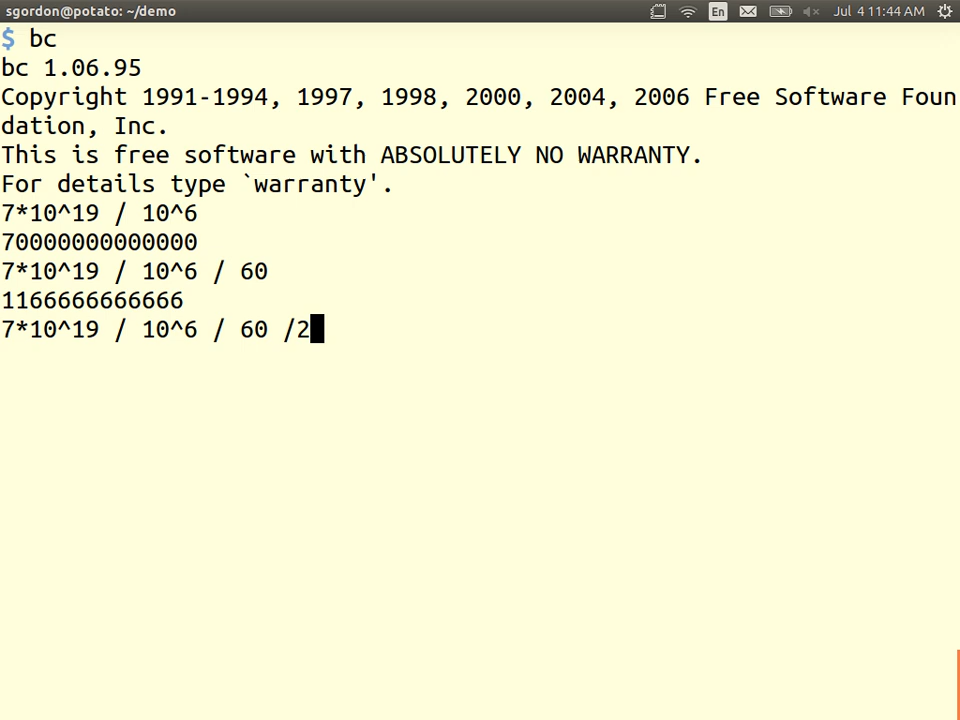 sgordon@potato: ~/demo
En
Jul 4 11:44 AM
$ bc
bc 1.06.95
Copyright 1991-1994, 1997, 1998, 2000, 2004, 2006 Free Software Foun
dation, Inc.
This is free software with ABSOLUTELY NO WARRANTY.
For details type `warranty'.
7*10^19 / 10^6
70000000000000
7*10^19 / 10^6 / 60
1166666666666
7*10^19 / 10^6 / 60 /2